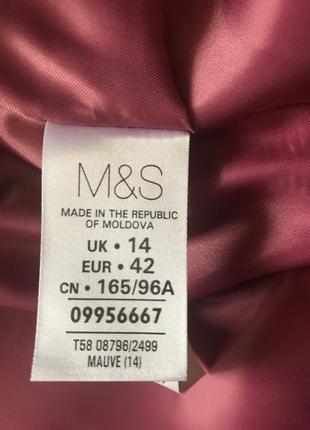 M&S
MADE IN THE REPUBLIC
OF MOLDOVA
UK • 14
EUR • 42
CN • 165/96A
09956667
T58 08796/2499
MAUVE (14)